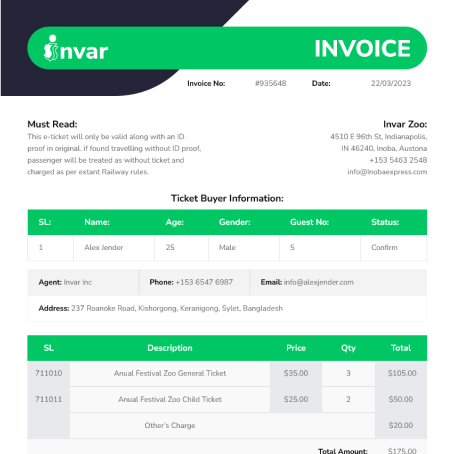 invar
INVOICE
Invoice No: #935648 Date: 22/03/2023
Must Read:
This e-ticket will only be valid along with an ID
proof in original. if found travelling without ID proof,
passenger will be treated as without ticket and
charged as per extant Railway rules.
Invar Zoo:
4510 E 96th St, Indianapolis,
IN 46240, Inoba, Austona
+153 5463 2548
info@Inobaexpress.com
Ticket Buyer Information:
SL: Name: Age: Gender: Guest No: Status:
1 Alex Jender 25 Male 5 Confirm
Agent: Invar Inc Phone: +153 6547 6987 Email: info@alexjender.com
Address: 237 Roanoke Road, Kishorgong, Keranigong, Sylet, Bangladesh
SL Description Price Qty Total
711010 Anual Festival Zoo General Ticket $35.00 3 $105.00
711011 Anual Festival Zoo Child Ticket $25.00 2 $50.00
Other's Charge $20.00
Total Amount: $175.00